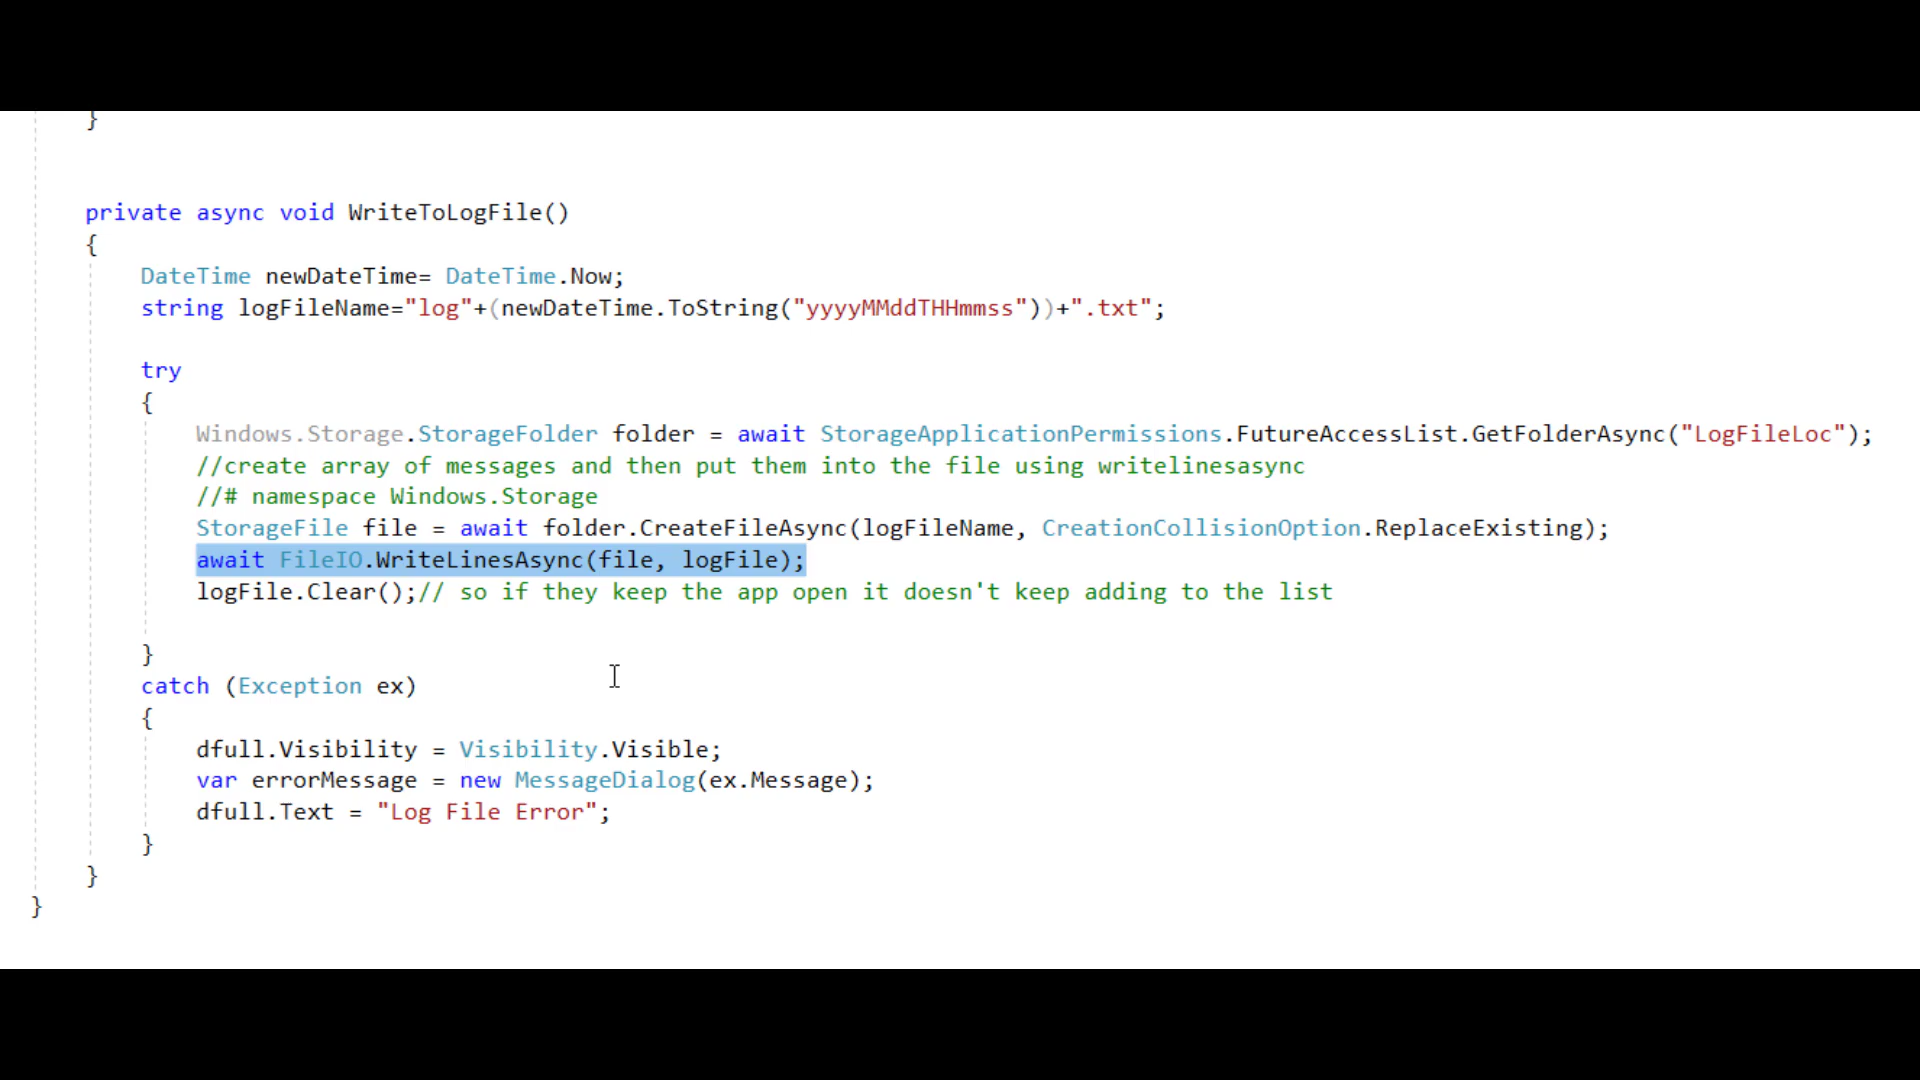 }
private async void WriteToLogFile()
{
DateTime newDateTime= DateTime.Now;
string logFileName="log"+(newDateTime.ToString("yyyyMMddTHHmmss"))+".txt";
try
{
Windows.Storage.StorageFolder folder = await StorageApplicationPermissions.FutureAccessList.GetFolderAsync("LogFileLoc");
//create array of messages and then put them into the file using writelinesasync
//# namespace Windows.Storage
StorageFile file = await folder.CreateFileAsync(logFileName, CreationCollisionOption.ReplaceExisting);
await FileIO.WriteLinesAsync(file, logFile);
logFile.Clear();// so if they keep the app open it doesn't keep adding to the list
}
catch (Exception ex)
{
dfull.Visibility = Visibility.Visible;
var errorMessage = new MessageDialog(ex.Message);
dfull.Text = "Log File Error";
}
}
}